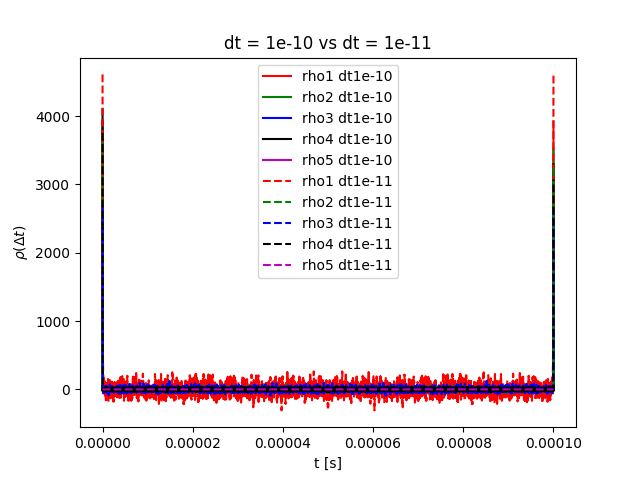 dt = 1e-10 vs dt = 1e-11
rho1 dt1e-10
rho2 dt1e-10
rho3 dt1e-10
rho4 dt1e-10
rho5 dt1e-10
rho1 dt1e-11
rho2 dt1e-11
rho3 dt1e-11
rho4 dt1e-11
rho5 dt1e-11
ρ(Δt)
4000
3000
2000
1000
0
0.00000 0.00002 0.00004 0.00006 0.00008 0.00010
t [s]